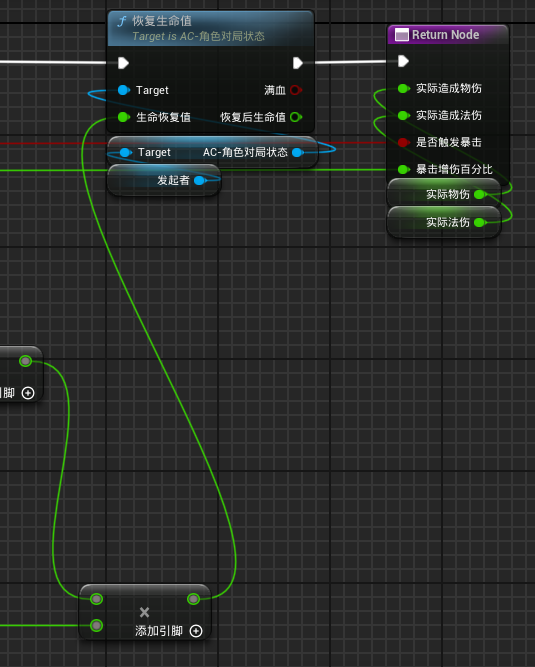 f 恢复生命值
Target is AC-角色对局状态
Target
满血
生命恢复值
恢复后生命值
Target
AC-角色对局状态
发起者
Return Node
实际造成物伤
实际造成法伤
是否触发暴击
暴击增伤百分比
实际物伤
实际法伤
引脚
添加引脚